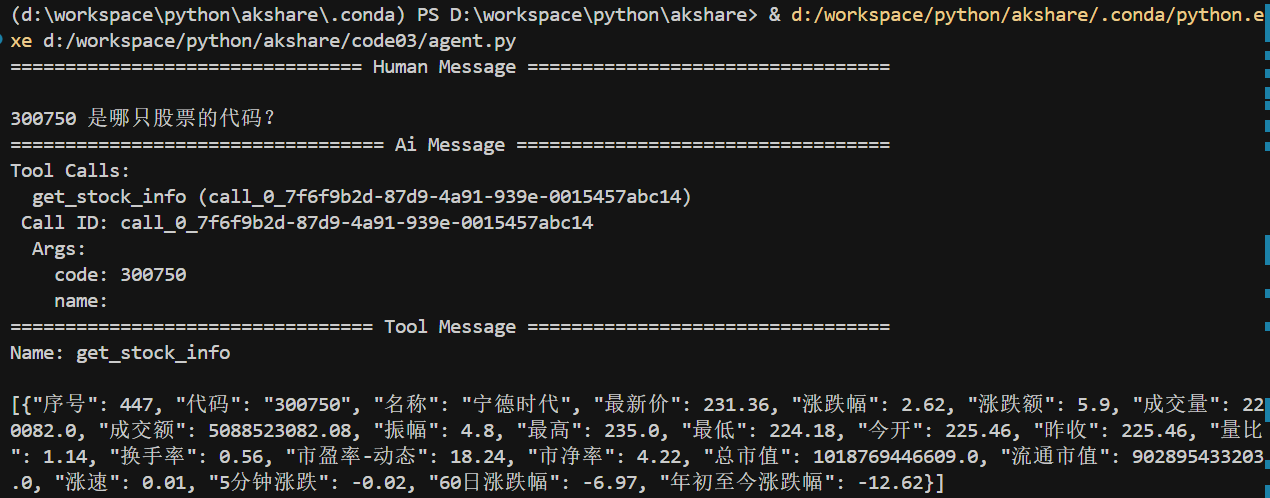 (d:\workspace\python\akshare\.conda) PS D:\workspace\python\akshare> & d:/workspace/python/akshare/.conda/python.e
xe d:/workspace/python/akshare/code03/agent.py
================================ Human Message =================================
300750 是哪只股票的代码?
================================== Ai Message ==================================
Tool Calls:
  get_stock_info (call_0_7f6f9b2d-87d9-4a91-939e-0015457abc14)
 Call ID: call_0_7f6f9b2d-87d9-4a91-939e-0015457abc14
  Args:
    code: 300750
    name:
================================= Tool Message =================================
Name: get_stock_info
[{"序号": 447, "代码": "300750", "名称": "宁德时代", "最新价": 231.36, "涨跌幅": 2.62, "涨跌额": 5.9, "成交量": 22
0082.0, "成交额": 5088523082.08, "振幅": 4.8, "最高": 235.0, "最低": 224.18, "今开": 225.46, "昨收": 225.46, "量比
": 1.14, "换手率": 0.56, "市盈率-动态": 18.24, "市净率": 4.22, "总市值": 1018769446609.0, "流通市值": 902895433203
.0, "涨速": 0.01, "5分钟涨跌": -0.02, "60日涨跌幅": -6.97, "年初至今涨跌幅": -12.62}]